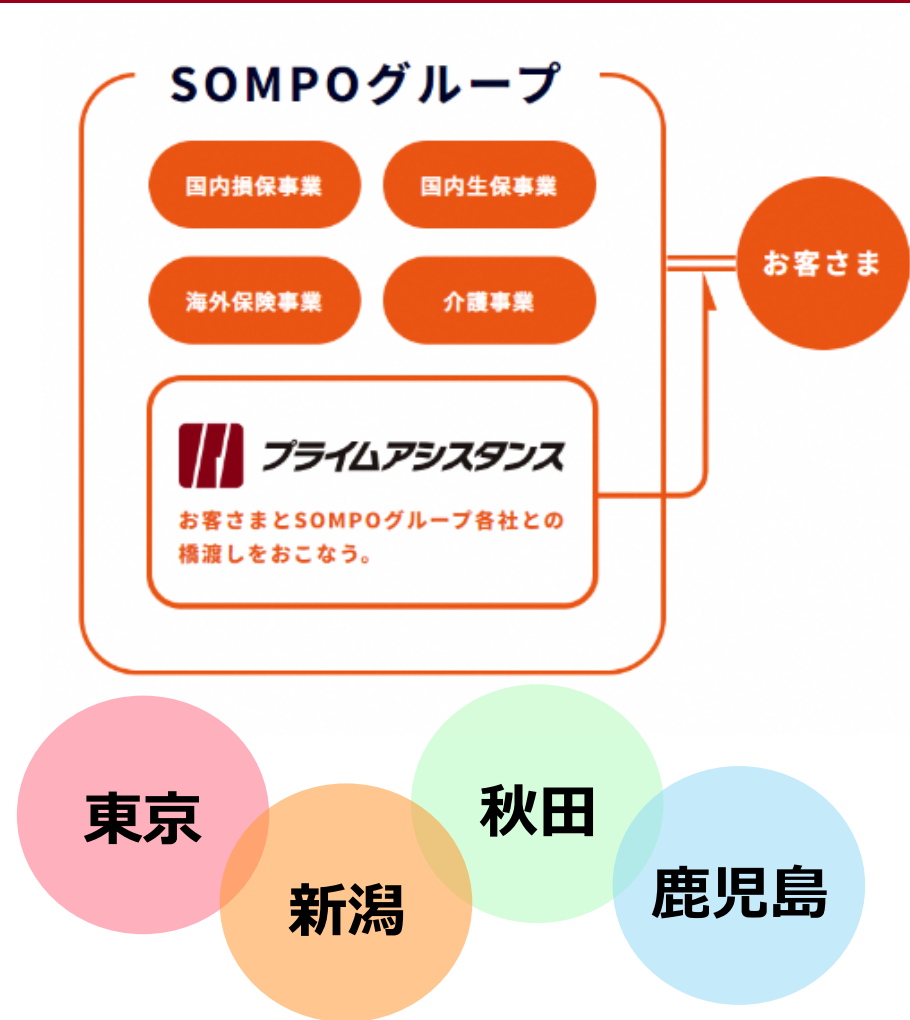 SOMPOグループ
国内損保事業
国内生保事業
海外保険事業
介護事業
お客さま
プライムアシスタンス
お客さまとSOMPOグループ各社との
橋渡しをおこなう。
東京
新潟
秋田
鹿児島